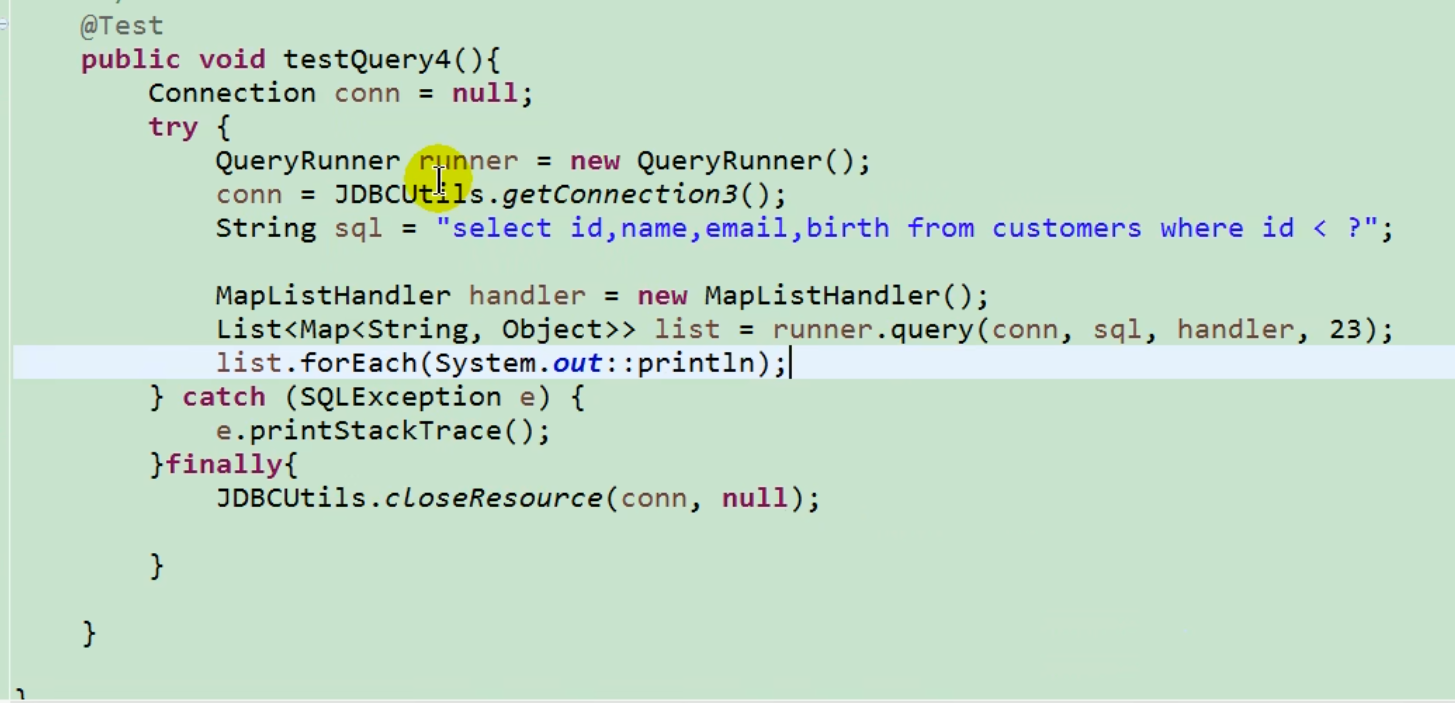 @Test
public void testQuery4(){
Connection conn = null;
try {
QueryRunner runner = new QueryRunner();
conn = JDBCUtils.getConnection3();
String sql = "select id,name,email,birth from customers where id < ?";
MapListHandler handler = new MapListHandler();
List<Map<String, Object>> list = runner.query(conn, sql, handler, 23);
list.forEach(System.out::println);
} catch (SQLException e) {
e.printStackTrace();
}finally{
JDBCUtils.closeResource(conn, null);
}
}
}